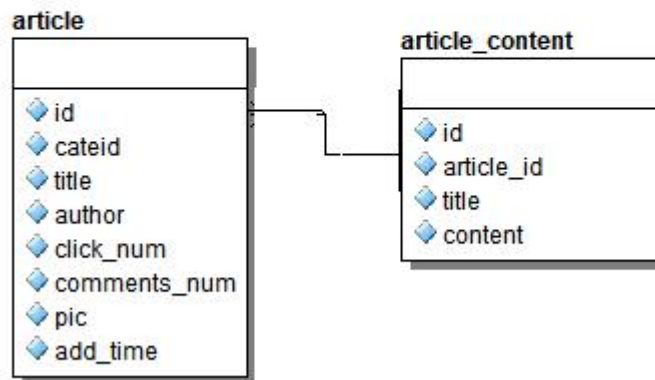 article
id
cateid
title
author
click_num
comments_num
pic
add_time
article_content
id
article_id
title
content